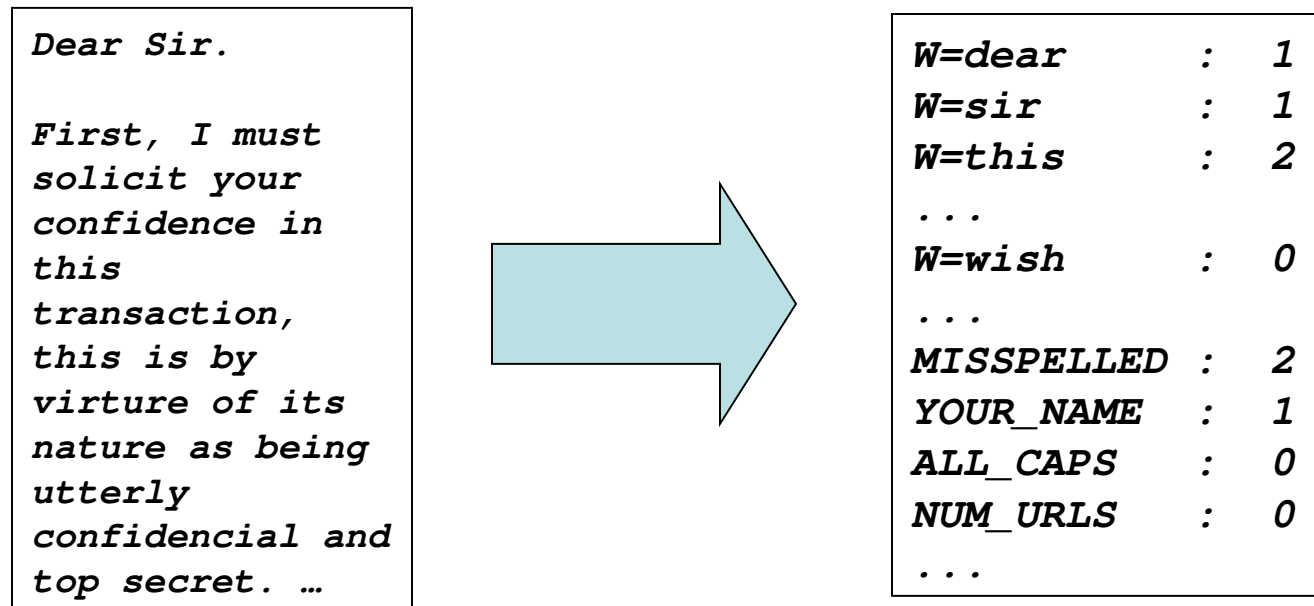 Dear Sir.
First, I must
solicit your
confidence in
this
transaction,
this is by
virture of its
nature as being
utterly
confidencial and
top secret. …
W=dear : 1
W=sir : 1
W=this : 2
...
W=wish : 0
...
MISSPELLED : 2
YOUR_NAME : 1
ALL_CAPS : 0
NUM_URLS : 0
...